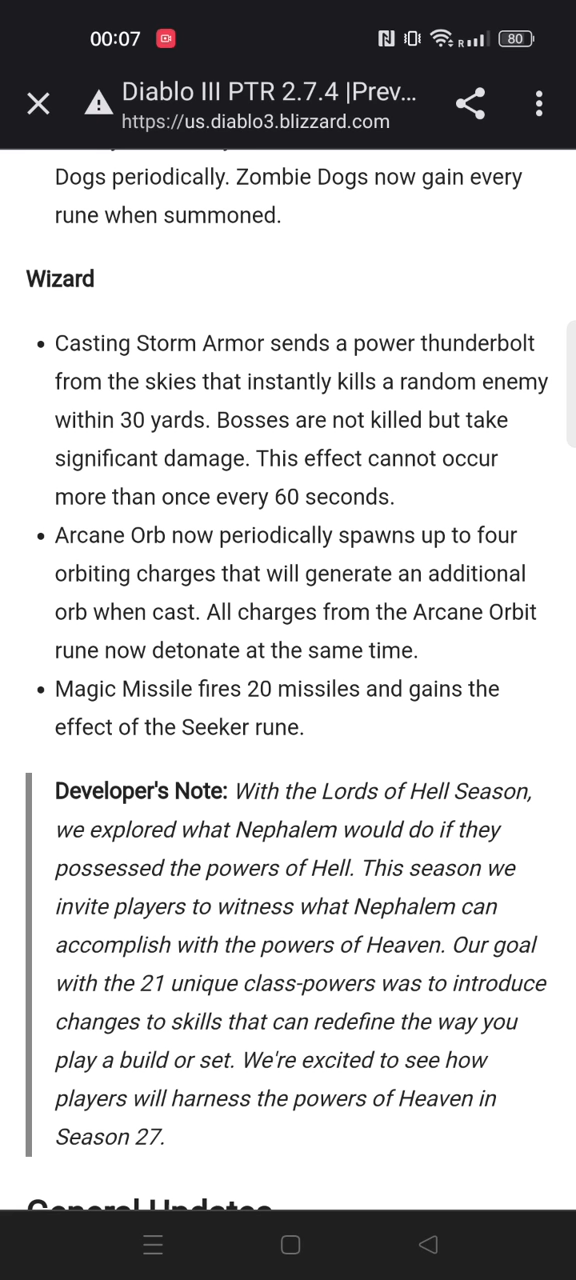 00:07
R
80
Diablo III PTR 2.7.4 |Prev...
https://us.diablo3.blizzard.com
Dogs periodically. Zombie Dogs now gain every
rune when summoned.
Wizard
• Casting Storm Armor sends a power thunderbolt
from the skies that instantly kills a random enemy
within 30 yards. Bosses are not killed but take
significant damage. This effect cannot occur
more than once every 60 seconds.
• Arcane Orb now periodically spawns up to four
orbiting charges that will generate an additional
orb when cast. All charges from the Arcane Orbit
rune now detonate at the same time.
• Magic Missile fires 20 missiles and gains the
effect of the Seeker rune.
Developer's Note: With the Lords of Hell Season,
we explored what Nephalem would do if they
possessed the powers of Hell. This season we
invite players to witness what Nephalem can
accomplish with the powers of Heaven. Our goal
with the 21 unique class-powers was to introduce
changes to skills that can redefine the way you
play a build or set. We're excited to see how
players will harness the powers of Heaven in
Season 27.
General Updates